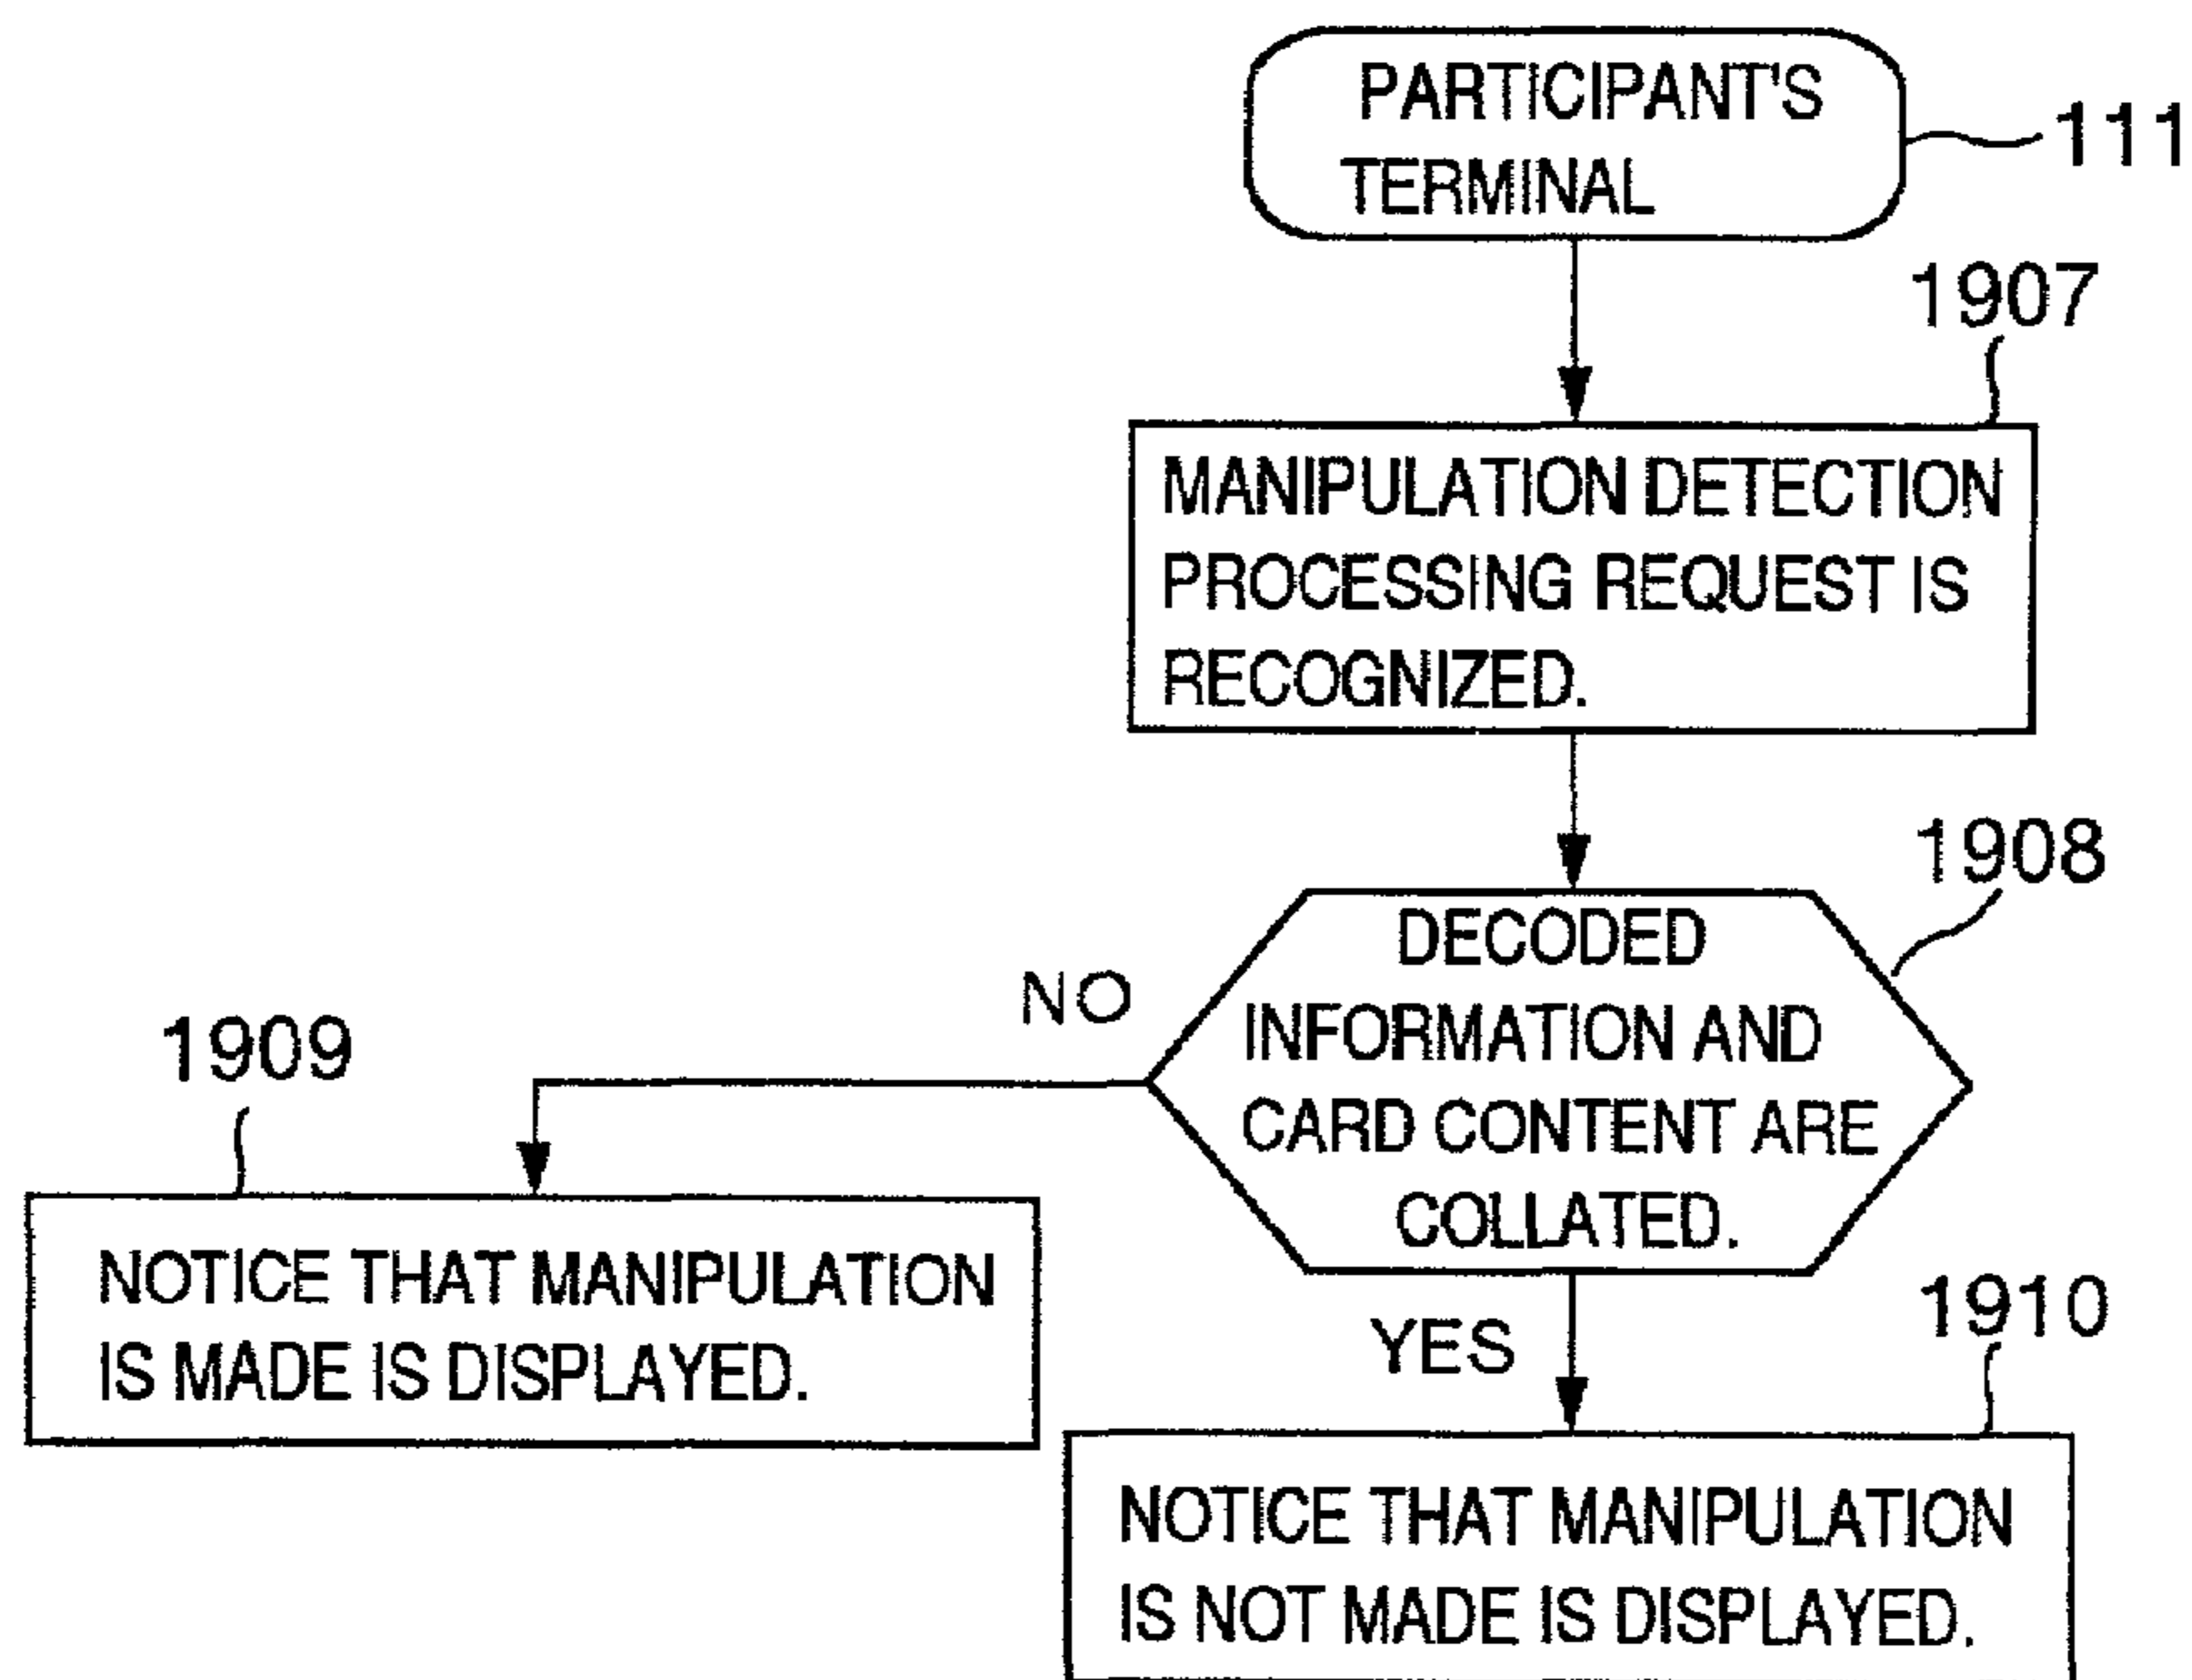 PARTICIPANT'S
TERMINAL
111
1907
MANIPULATION DETECTION
PROCESSING REQUEST IS
RECOGNIZED.
1908
DECODED
INFORMATION AND
CARD CONTENT ARE
COLLATED.
NO
1909
NOTICE THAT MANIPULATION
IS MADE IS DISPLAYED.
YES
1910
NOTICE THAT MANIPULATION
IS NOT MADE IS DISPLAYED.